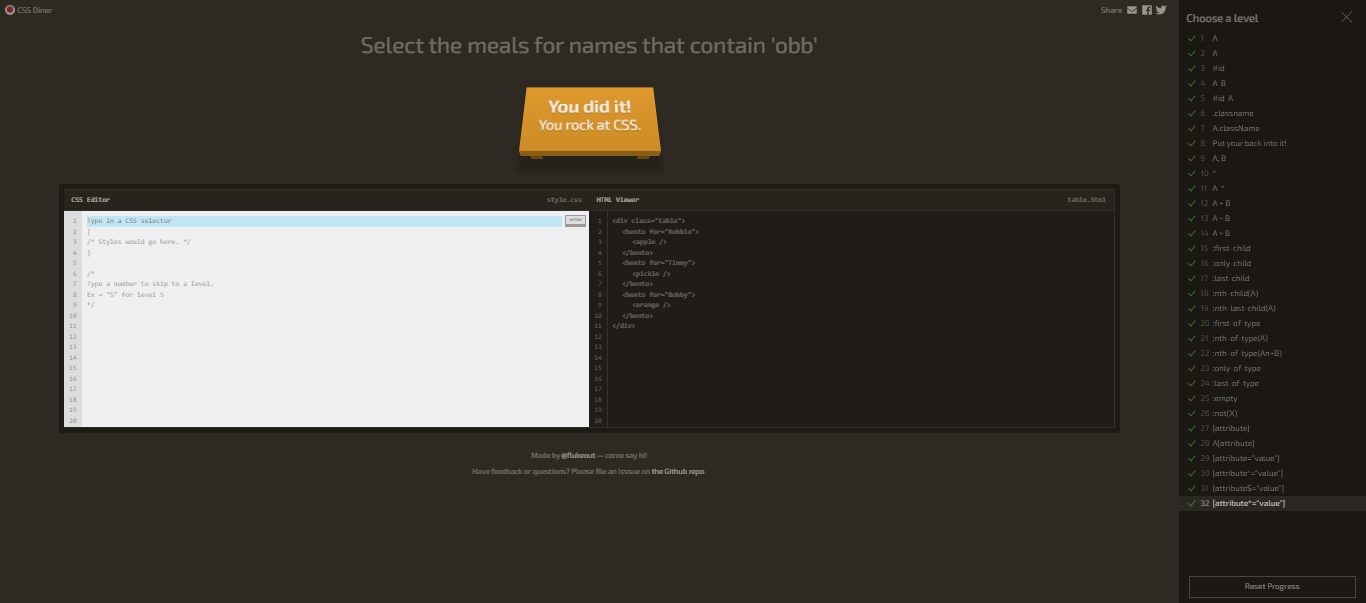 CSS Diner
Share
Select the meals for names that contain 'obb'
You did it!
You rock at CSS.
CSS Editor
style.css
1 Type in a CSS selector
enter
2 {
3 /* Styles would go here. */
4 }
5
6 /*
7 Type a number to skip to a level.
8 Ex → "5" for level 5
9 */
10
11
12
13
14
15
16
17
18
19
20
HTML Viewer
table.html
1 <div class="table">
2 <bento for="Robbie">
3 <apple />
4 </bento>
5 <bento for="Timmy">
6 <pickle />
7 </bento>
8 <bento for="Bobby">
9 <orange />
10 </bento>
11 </div>
12
13
14
15
16
17
18
19
20
Made by @flukeout — come say hi!
Have feedback or questions? Please file an isssue on the Github repo.
Choose a level
1 A
2 A
3 #id
4 A B
5 #id A
6 .classname
7 A.className
8 Put your back into it!
9 A, B
10 *
11 A *
12 A + B
13 A ~ B
14 A > B
15 :first-child
16 :only-child
17 :last-child
18 :nth-child(A)
19 :nth-last-child(A)
20 :first-of-type
21 :nth-of-type(A)
22 :nth-of-type(An+B)
23 :only-of-type
24 :last-of-type
25 :empty
26 :not(X)
27 [attribute]
28 A[attribute]
29 [attribute="value"]
30 [attribute^="value"]
31 [attribute$="value"]
32 [attribute*="value"]
Reset Progress